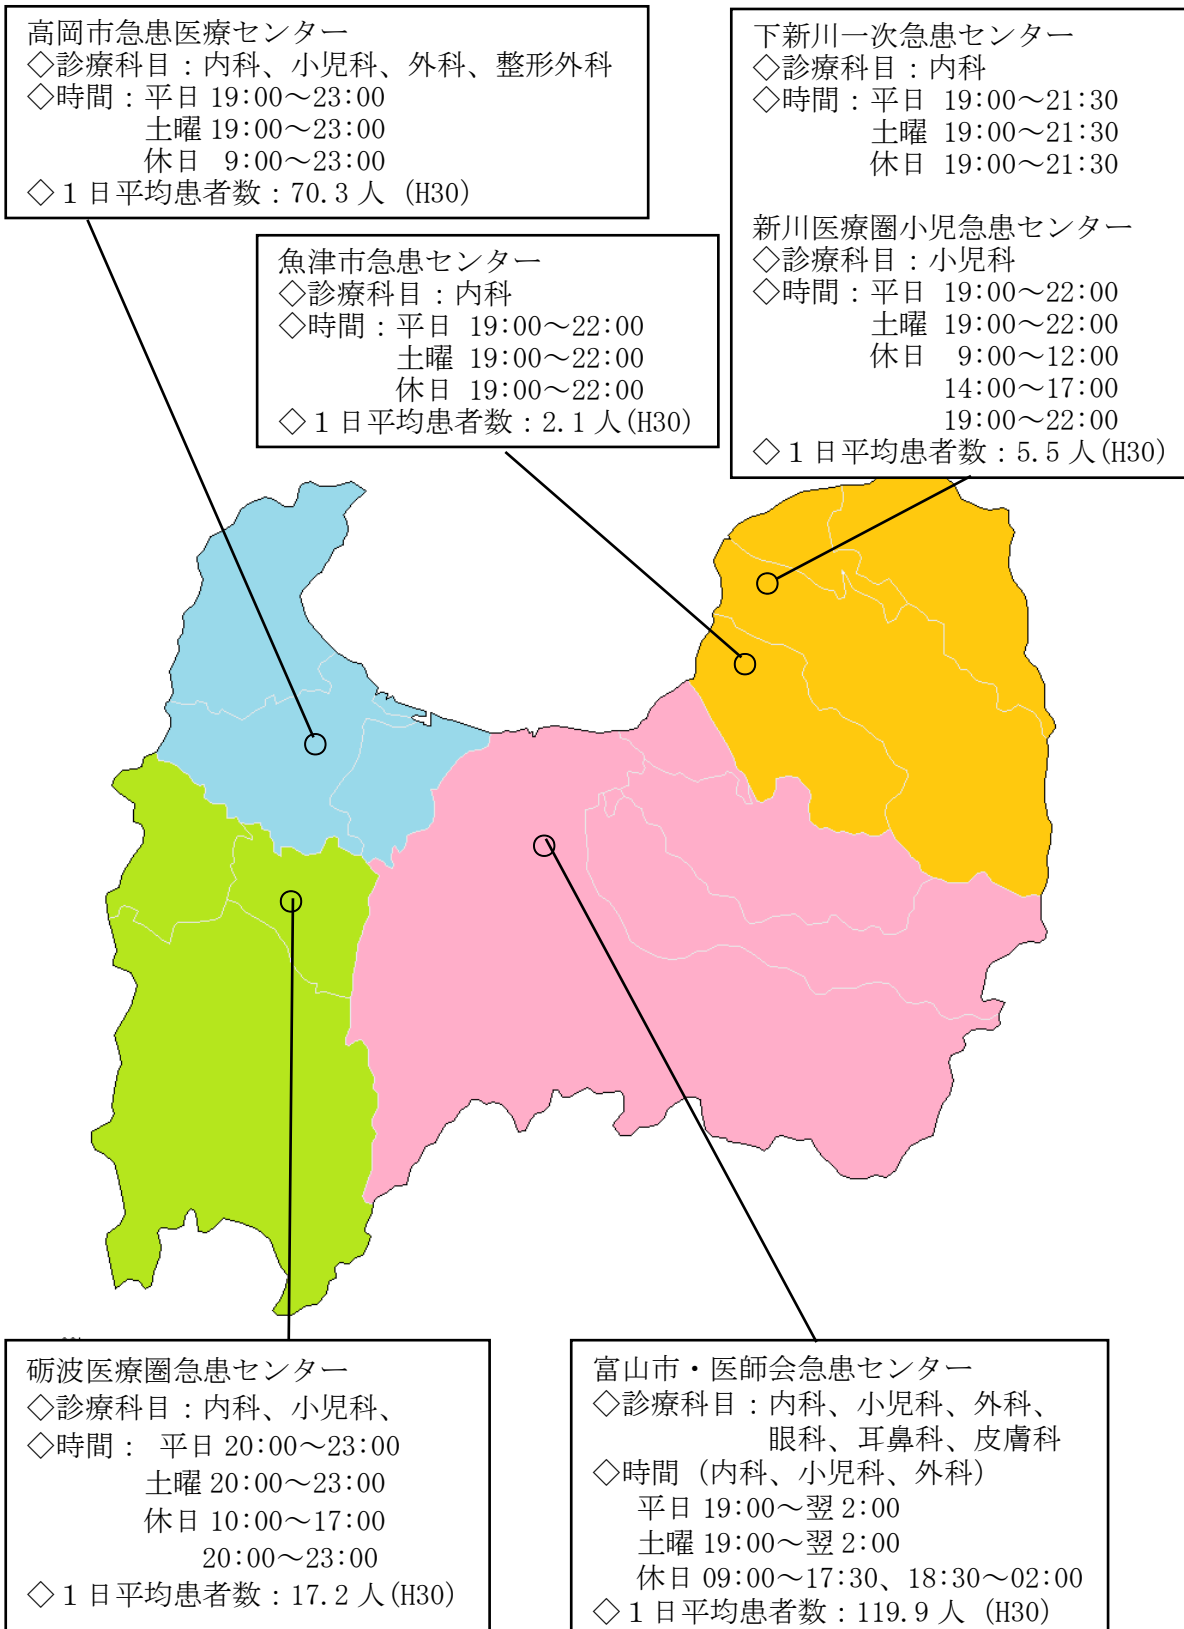 高岡市急患医療センター
◇診療科目：内科、小児科、外科、整形外科
◇時間：平日 19:00～23:00
土曜 19:00～23:00
休日 9:00～23:00
◇１日平均患者数：70.3 人 (H30)
下新川一次急患センター
◇診療科目：内科
◇時間：平日 19:00～21:30
土曜 19:00～21:30
休日 19:00～21:30
新川医療圏小児急患センター
◇診療科目：小児科
◇時間：平日 19:00～22:00
土曜 19:00～22:00
休日 9:00～12:00
14:00～17:00
19:00～22:00
◇１日平均患者数：5.5 人(H30)
魚津市急患センター
◇診療科目：内科
◇時間：平日 19:00～22:00
土曜 19:00～22:00
休日 19:00～22:00
◇１日平均患者数：2.1 人(H30)
砺波医療圏急患センター
◇診療科目：内科、小児科、
◇時間： 平日 20:00～23:00
土曜 20:00～23:00
休日 10:00～17:00
20:00～23:00
◇１日平均患者数：17.2 人(H30)
富山市・医師会急患センター
◇診療科目：内科、小児科、外科、
眼科、耳鼻科、皮膚科
◇時間（内科、小児科、外科）
平日 19:00～翌 2:00
土曜 19:00～翌 2:00
休日 09:00～17:30、18:30～02:00
◇１日平均患者数：119.9 人 (H30)